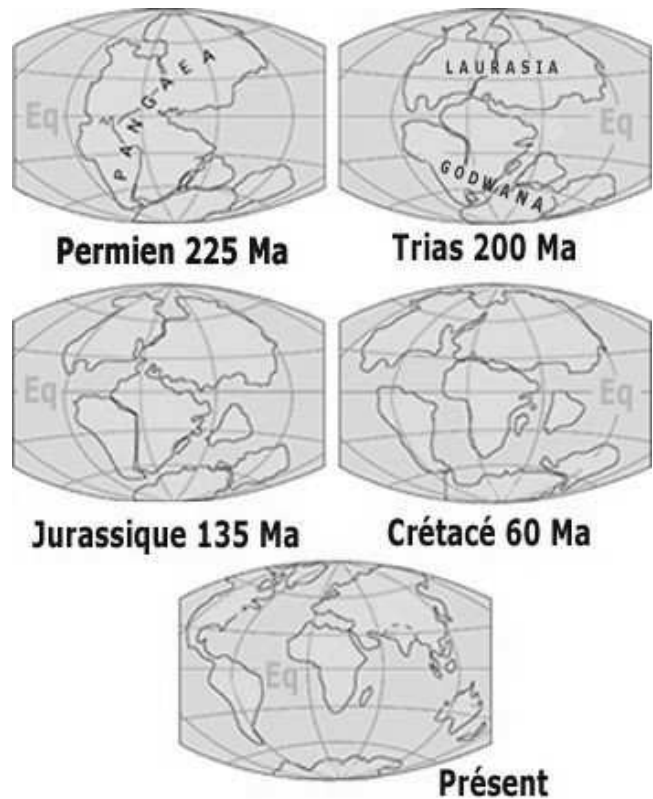 Eq
PANGAEA
Permien 225 Ma
LAURASIA
Eq
GODWANA
Trias 200 Ma
Eq
Jurassique 135 Ma
Eq
Crétacé 60 Ma
Eq
Présent